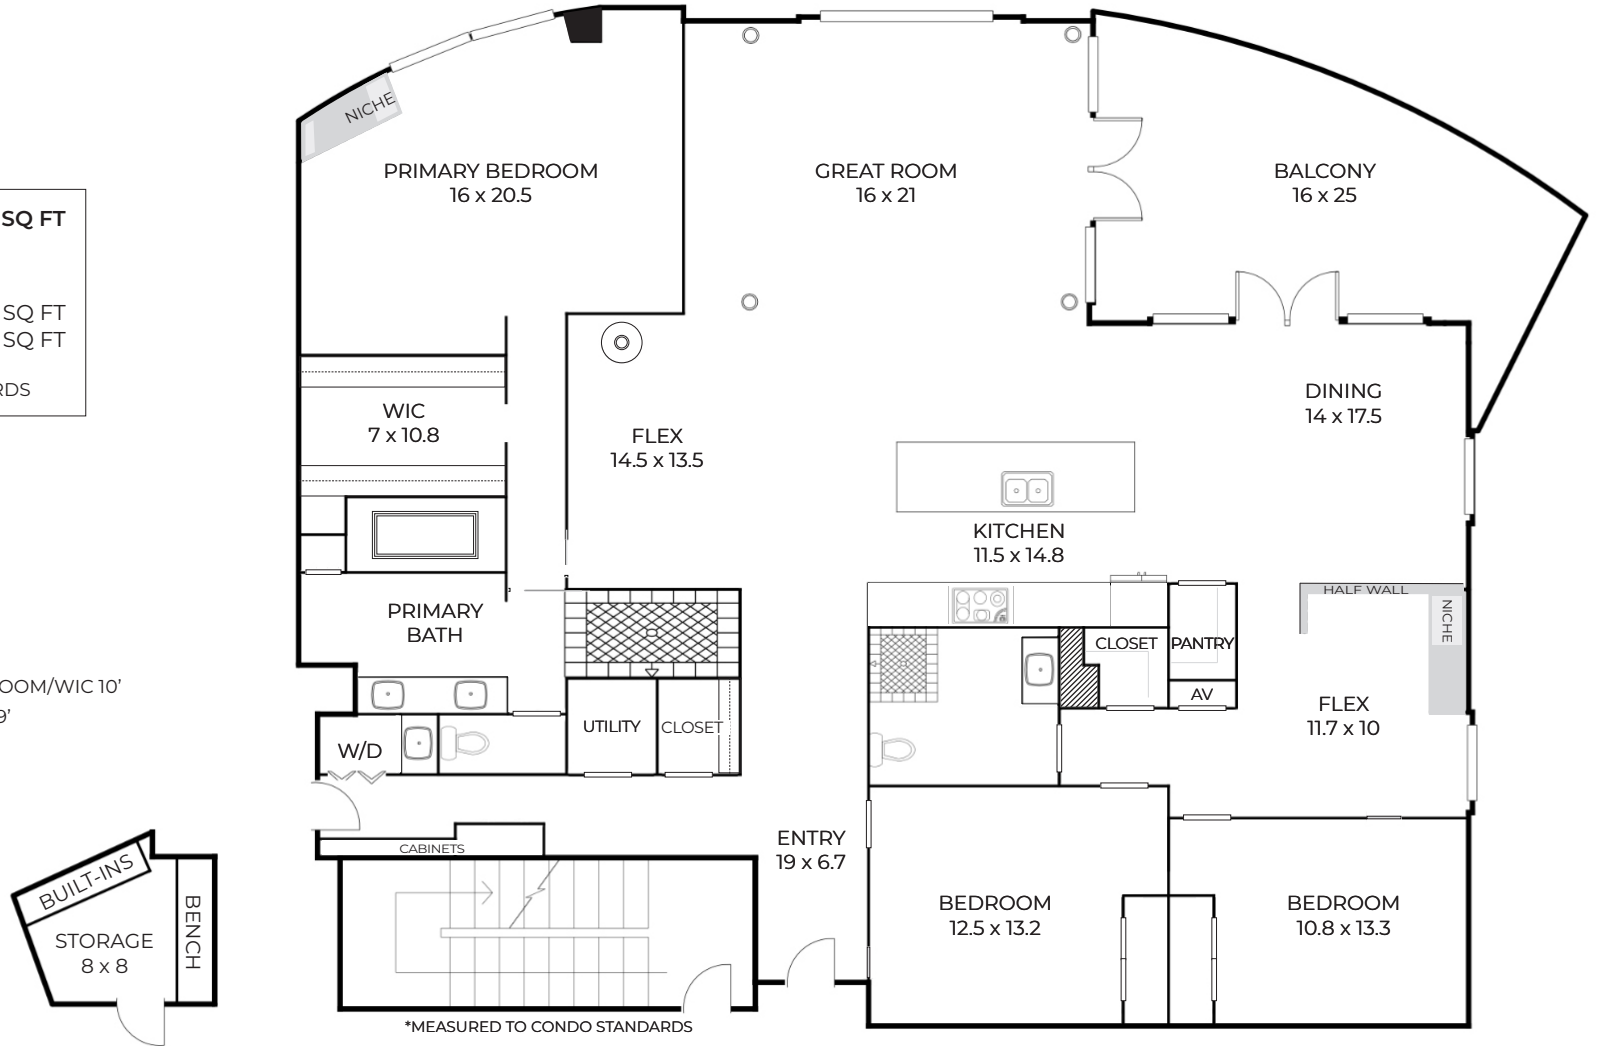 SQ FT
SQ FT
SQ FT
RDS
OOM/WIC 10'
9'
NICHE
PRIMARY BEDROOM
16 x 20.5
GREAT ROOM
16 x 21
BALCONY
16 x 25
WIC
7 x 10.8
FLEX
14.5 x 13.5
DINING
14 x 17.5
KITCHEN
11.5 x 14.8
PRIMARY
BATH
HALF WALL
NICHE
CLOSET
PANTRY
AV
FLEX
11.7 x 10
UTILITY
CLOSET
W/D
CABINETS
ENTRY
19 x 6.7
BEDROOM
12.5 x 13.2
BEDROOM
10.8 x 13.3
BUILT-INS
BENCH
STORAGE
8 x 8
*MEASURED TO CONDO STANDARDS